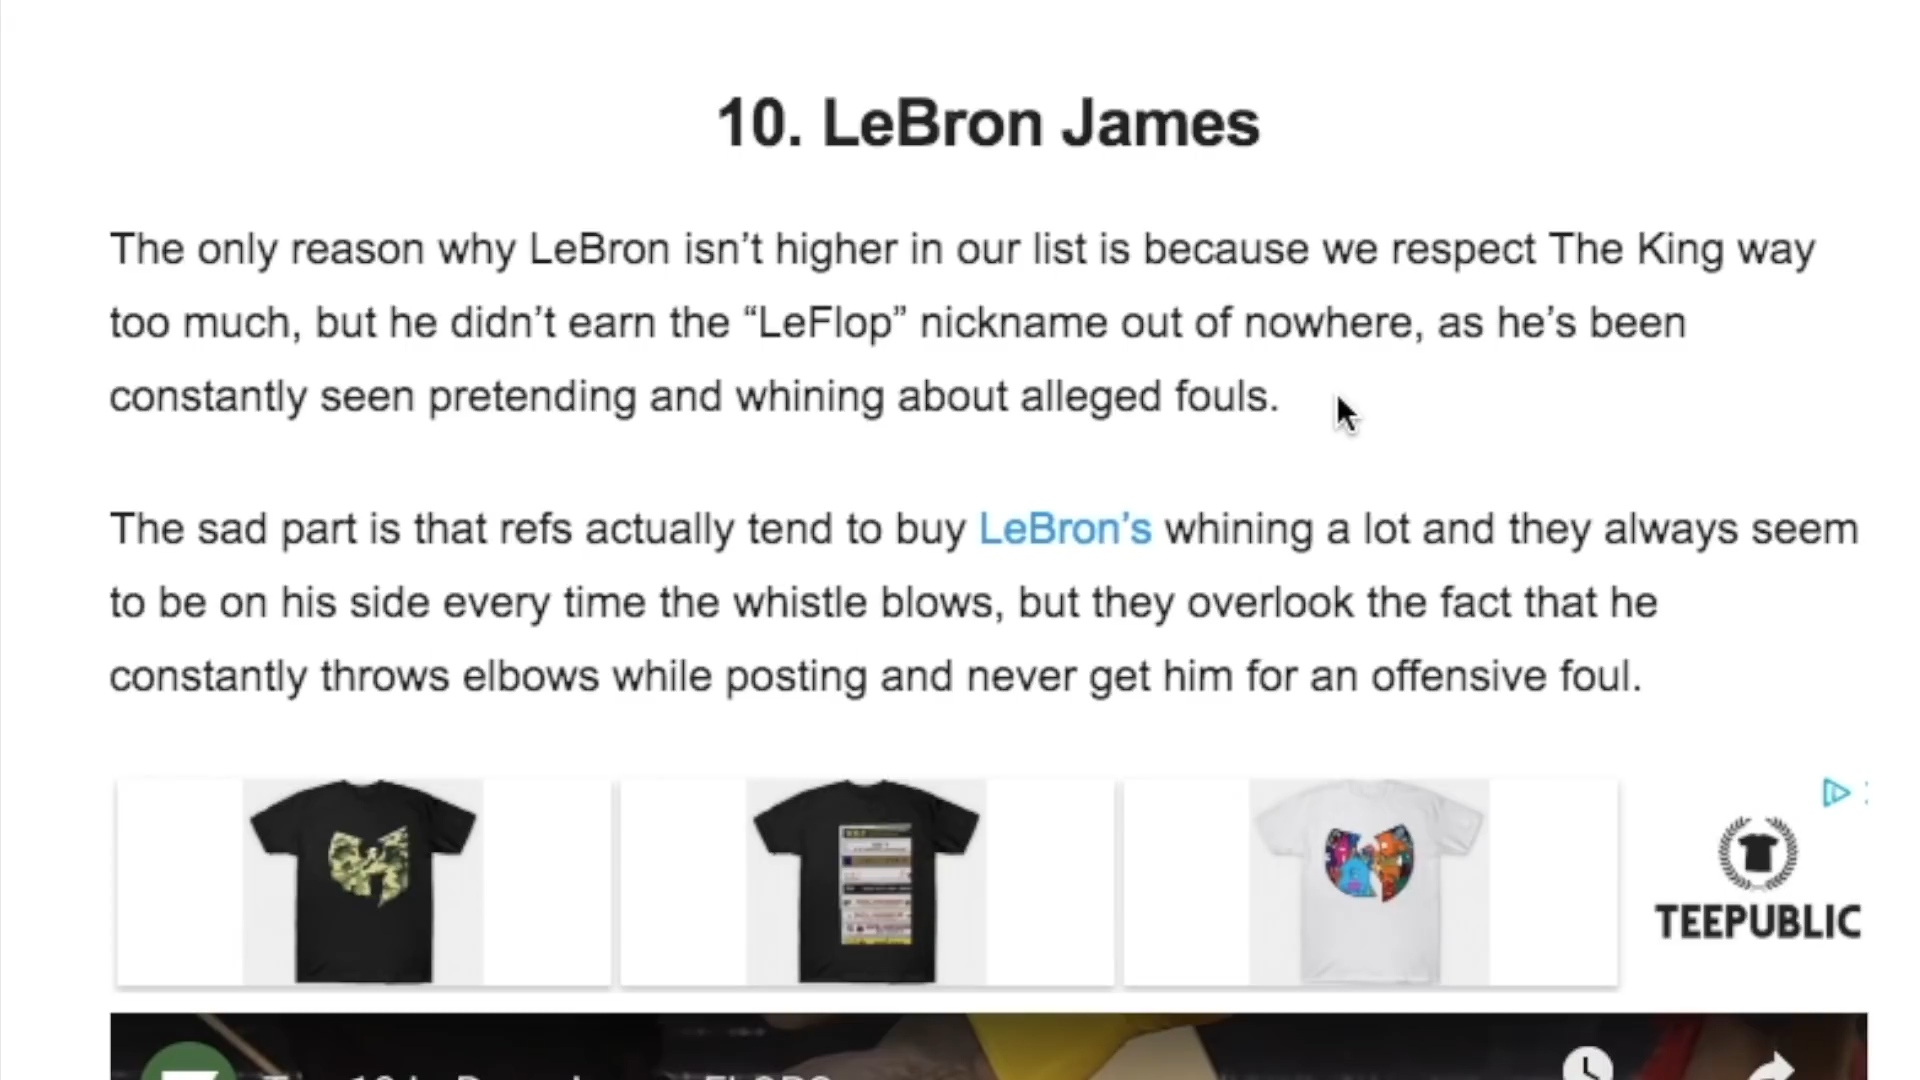 10. LeBron James
The only reason why LeBron isn’t higher in our list is because we respect The King way
too much, but he didn’t earn the “LeFlop” nickname out of nowhere, as he’s been
constantly seen pretending and whining about alleged fouls.
The sad part is that refs actually tend to buy LeBron’s whining a lot and they always seem
to be on his side every time the whistle blows, but they overlook the fact that he
constantly throws elbows while posting and never get him for an offensive foul.
TEEPUBLIC